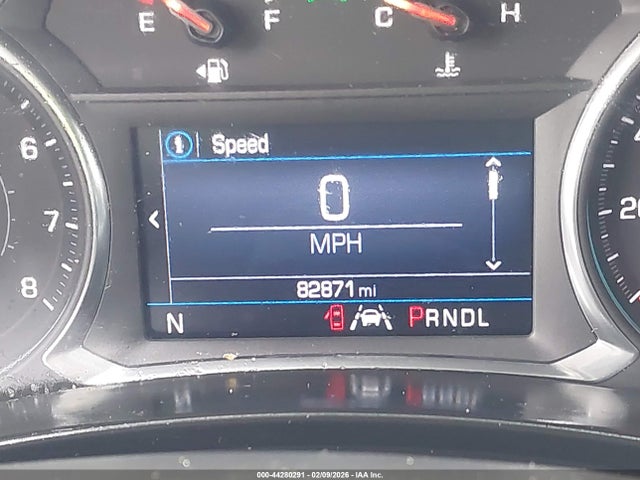 E F C H
6 Speed
0
7
MPH
8 82871 mi
N PRNDL
000-44280291 - 02/09/2026 - IAA Inc.